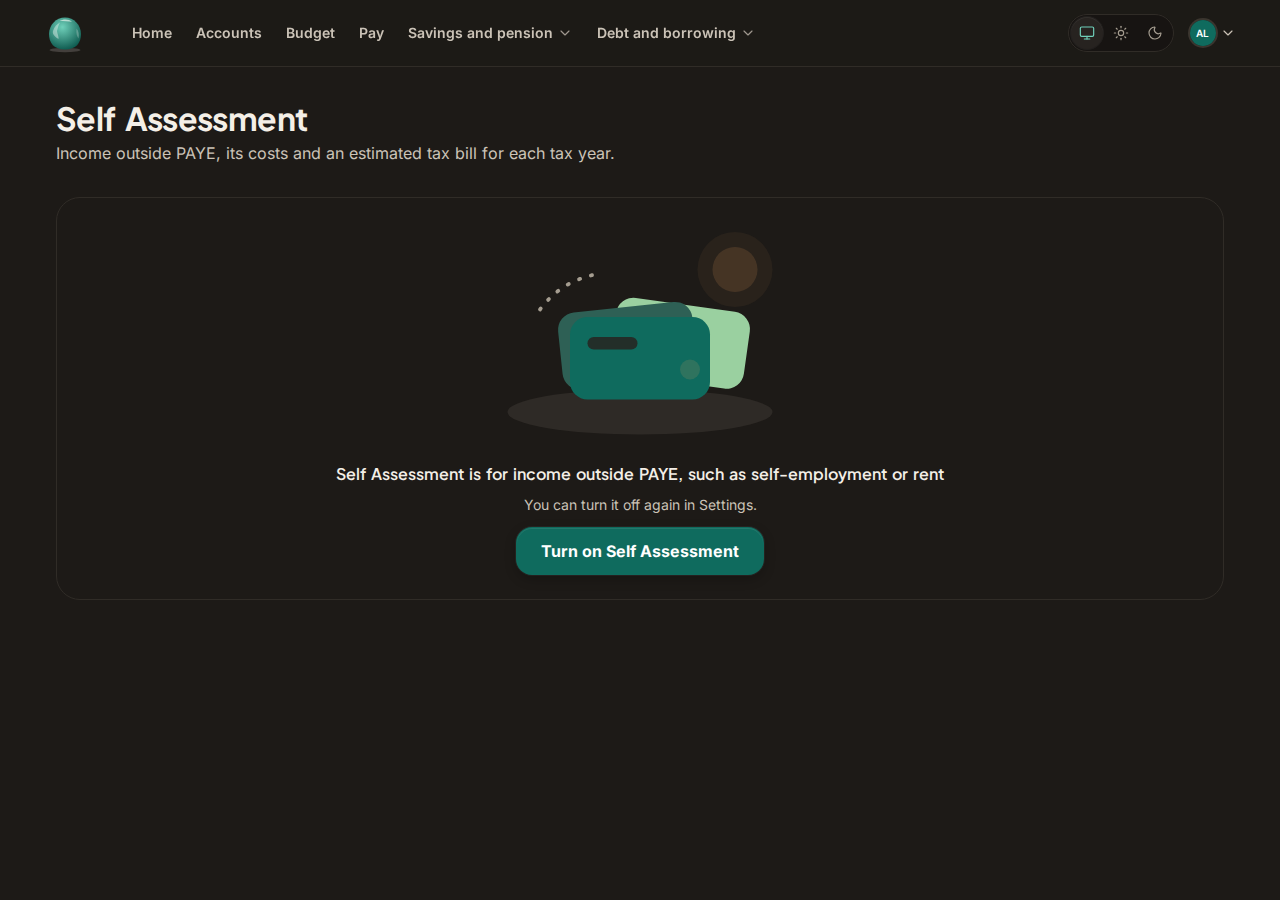 Home
Accounts
Budget
Pay
Savings and pension
Debt and borrowing
AL
Self Assessment
Income outside PAYE, its costs and an estimated tax bill for each tax year.
Self Assessment is for income outside PAYE, such as self-employment or rent
You can turn it off again in Settings.
Turn on Self Assessment